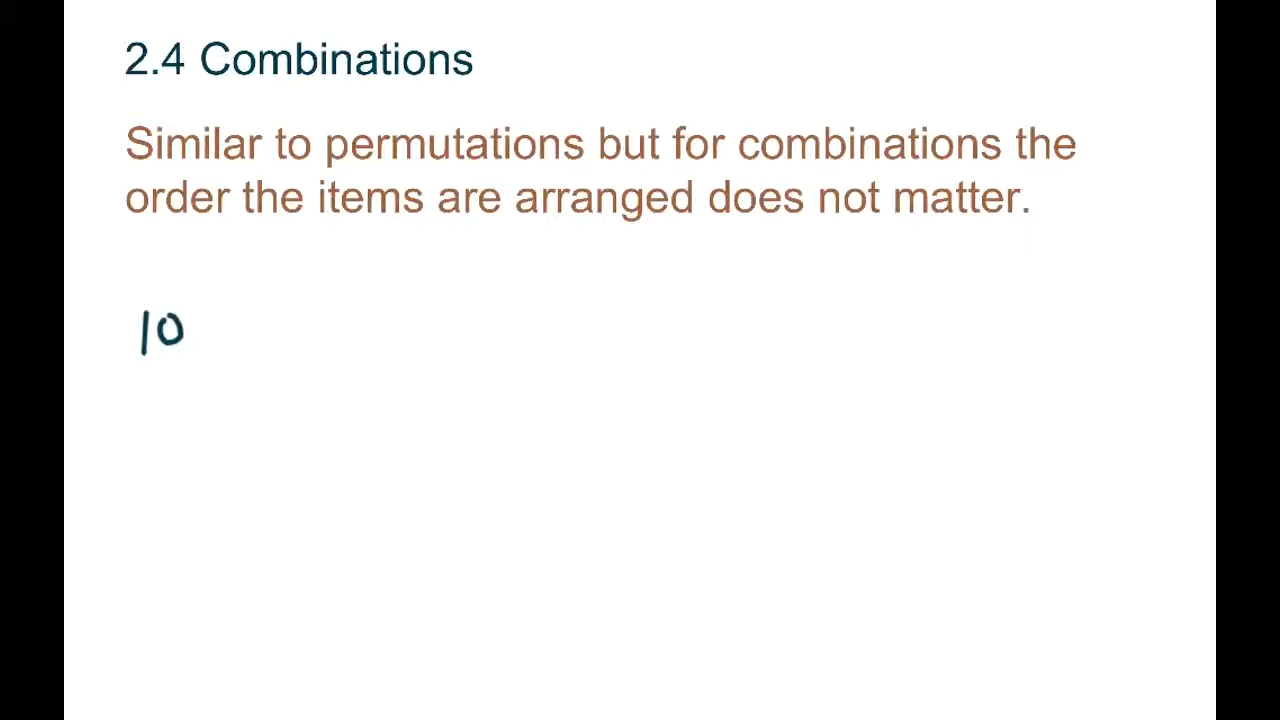 2.4 Combinations
Similar to permutations but for combinations the
order the items are arranged does not matter.
10